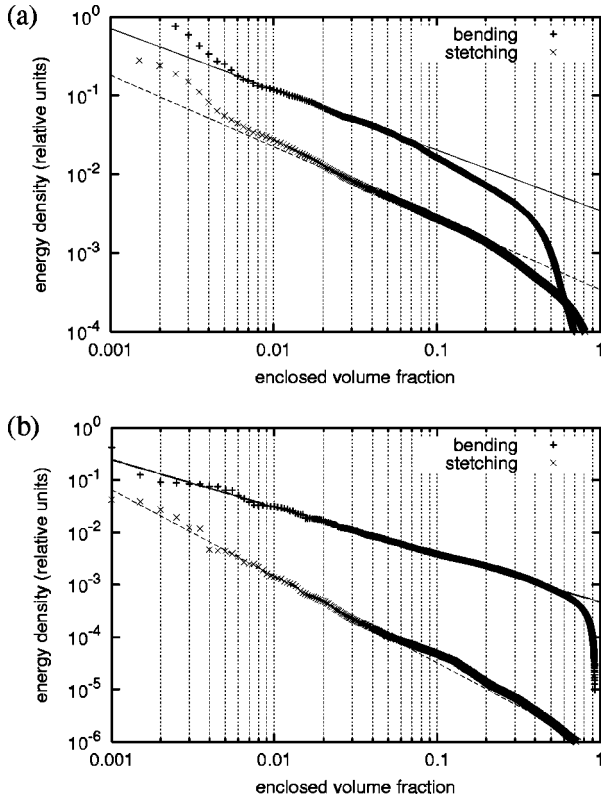 (a)
10^0
10^-1
10^-2
10^-3
10^-4
energy density (relative units)
bending +
stetching ×
0.001 0.01 0.1 1
enclosed volume fraction
(b)
10^0
10^-1
10^-2
10^-3
10^-4
10^-5
10^-6
energy density (relative units)
bending +
stetching ×
0.001 0.01 0.1 1
enclosed volume fraction